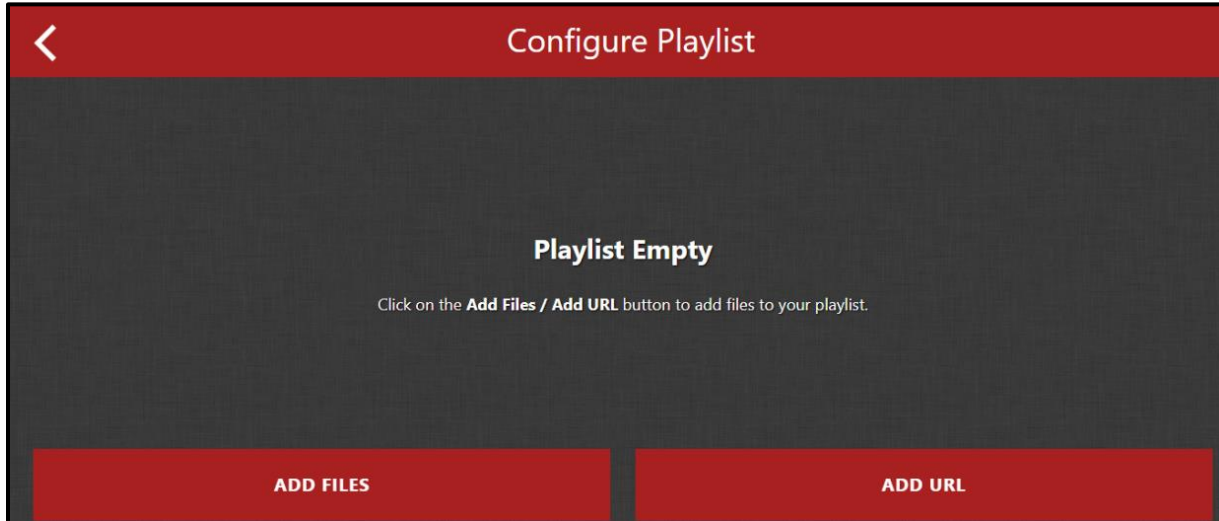 Configure Playlist
Playlist Empty
Click on the Add Files / Add URL button to add files to your playlist.
ADD FILES
ADD URL